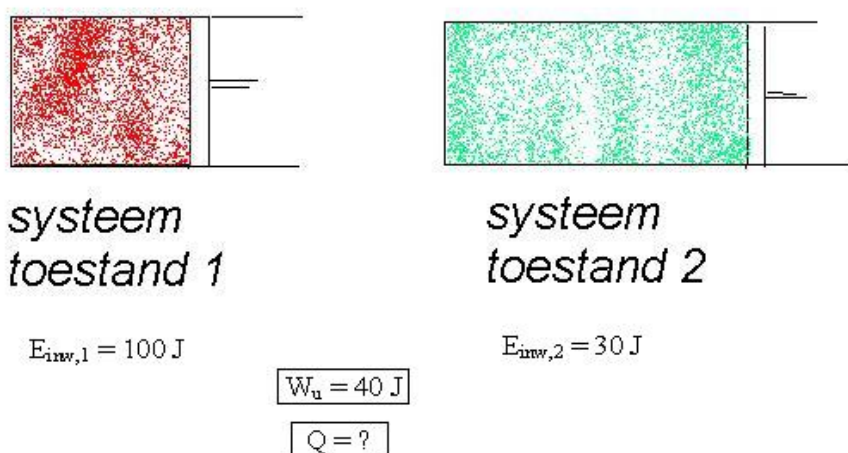 systeem
toestand 1
systeem
toestand 2
E_inw,1 = 100 J
E_inw,2 = 30 J
W_u = 40 J
Q = ?